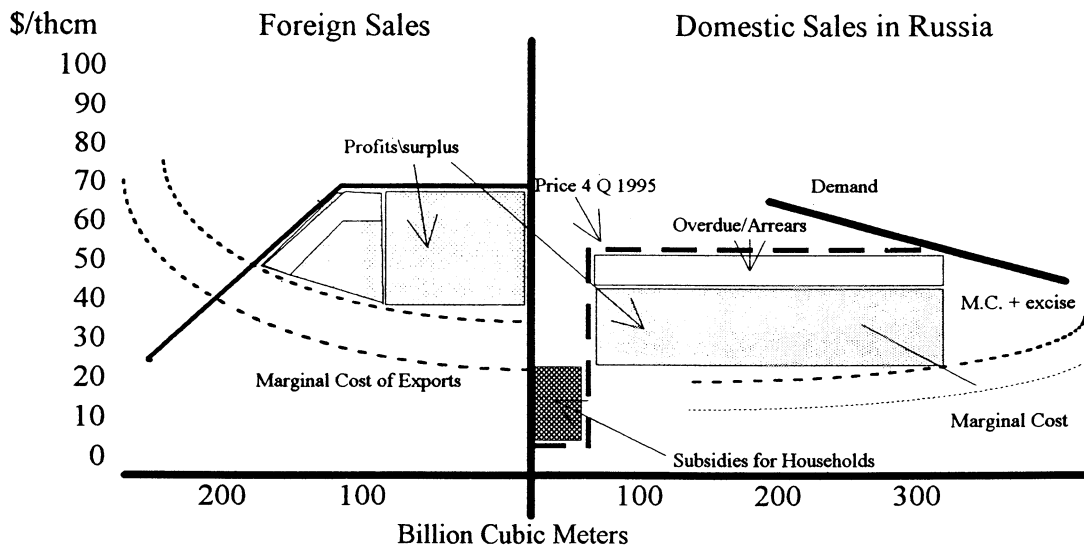 $/thcm
Foreign Sales
Domestic Sales in Russia
100
90
80
70
60
50
40
30
20
10
0
Profits\surplus
Price 4 Q 1995
Demand
Overdue/Arrears
M.C. + excise
Marginal Cost of Exports
Marginal Cost
Subsidies for Households
200
100
100
200
300
Billion Cubic Meters